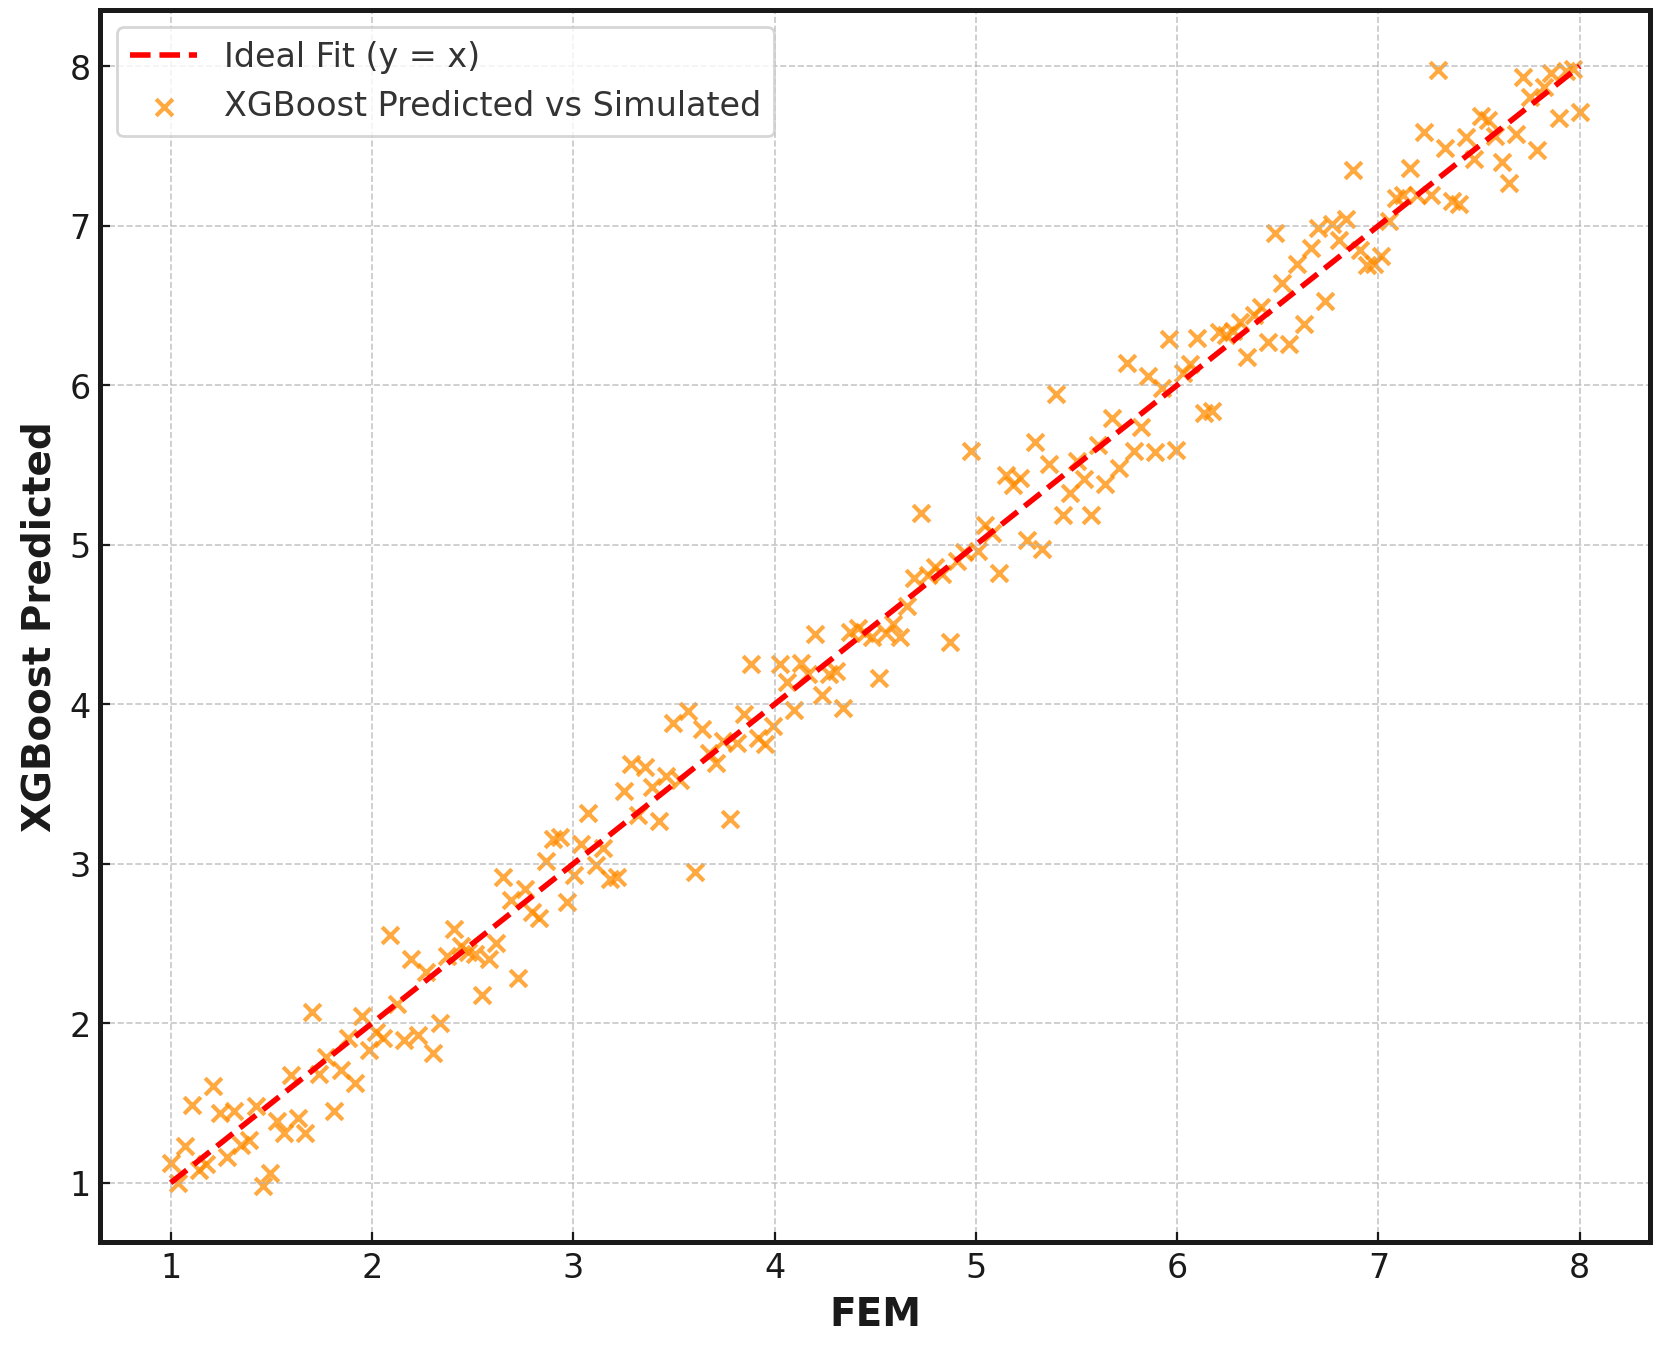 Ideal Fit (y = x)
XGBoost Predicted vs Simulated
8
7
6
5
4
3
2
1
XGBoost Predicted
1 2 3 4 5 6 7 8
FEM